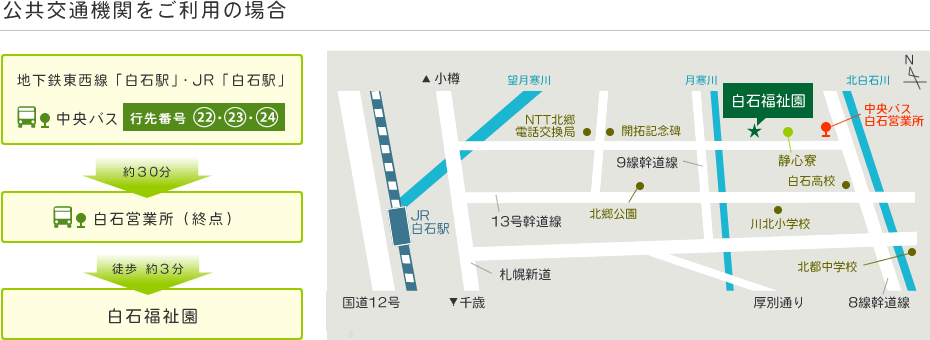 公共交通機関をご利用の場合
地下鉄東西線「白石駅」・JR「白石駅」
中央バス 行先番号 ㉒・㉓・㉔
約30分
白石営業所（終点）
徒歩 約3分
白石福祉園
▲ 小樽
望月寒川
月寒川
北白石川
N
白石福祉園
中央バス
白石営業所
NTT北郷
電話交換局
開拓記念碑
静心寮
9線幹道線
白石高校
北郷公園
JR
白石駅
13号幹道線
川北小学校
札幌新道
北都中学校
国道12号
▼千歳
厚別通り
8線幹道線